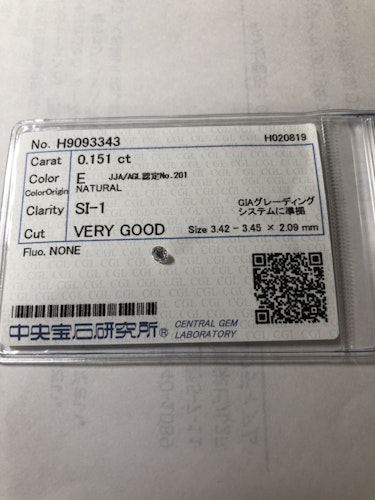 No. H9093343 H020819
Carat 0.151 ct
Color E JJA/AGL認定No.201
ColorOrigin NATURAL
Clarity SI-1 GIAグレーディング
システムに準拠
Cut VERY GOOD Size 3.42 - 3.45 × 2.09 mm
Fluo. NONE
中央宝石研究所® CENTRAL GEM
LABORATORY